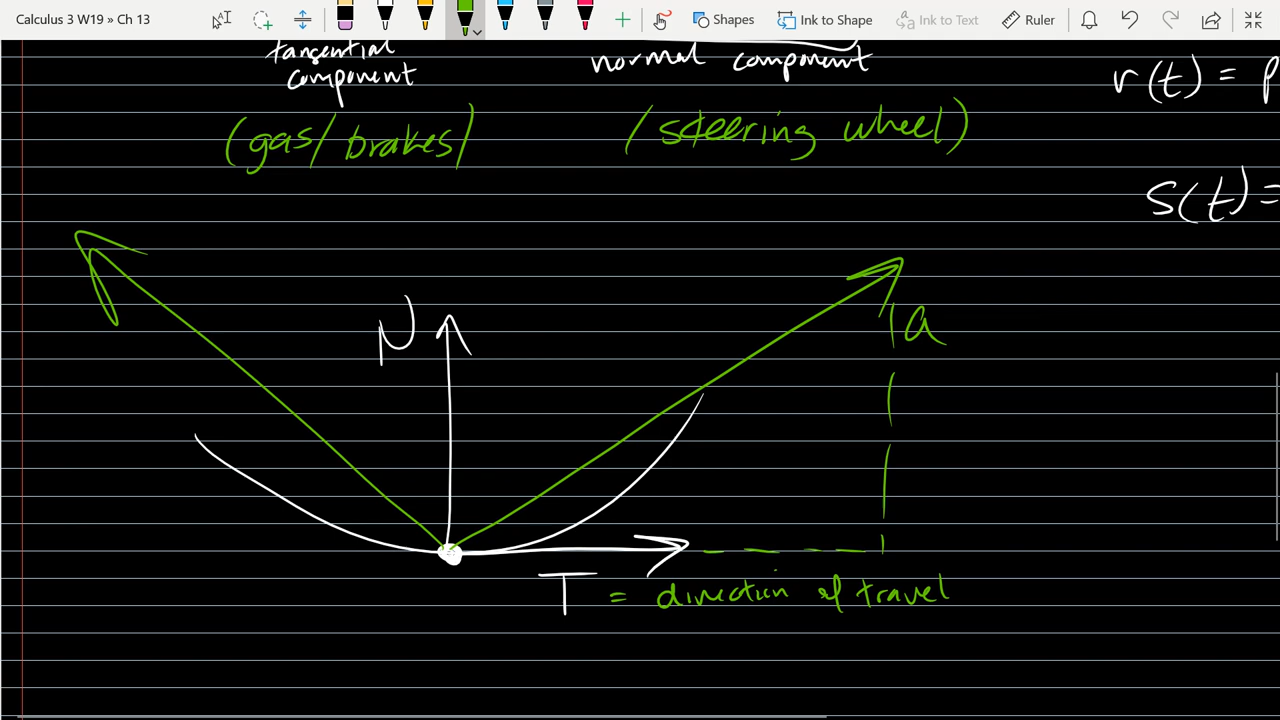 Calculus 3 W19 » Ch 13
Shapes
Ink to Shape
Ink to Text
Ruler
tangential
component
normal component
(gas/brakes)
(steering wheel)
r(t) =
s(t) =
N
a
T = direction of travel